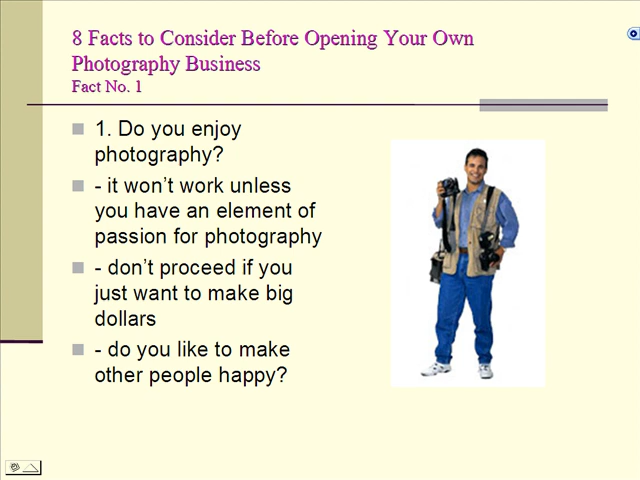 8 Facts to Consider Before Opening Your Own
Photography Business
Fact No. 1
1. Do you enjoy
photography?
- it won't work unless
you have an element of
passion for photography
- don't proceed if you
just want to make big
dollars
- do you like to make
other people happy?